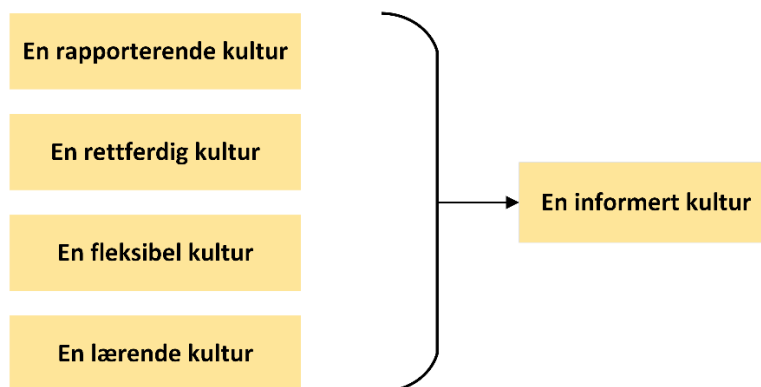 En rapporterende kultur
En rettferdig kultur
En fleksibel kultur
En lærende kultur
En informert kultur